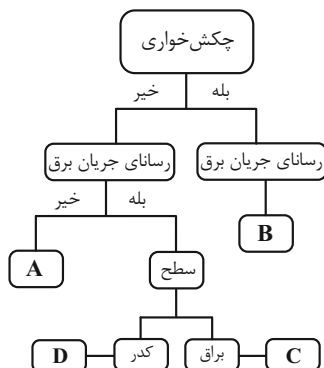 چکش‌خواری
بله
خیر
رسانای جریان برق
رسانای جریان برق
بله
خیر
B
سطح
A
براق
کدر
C
D